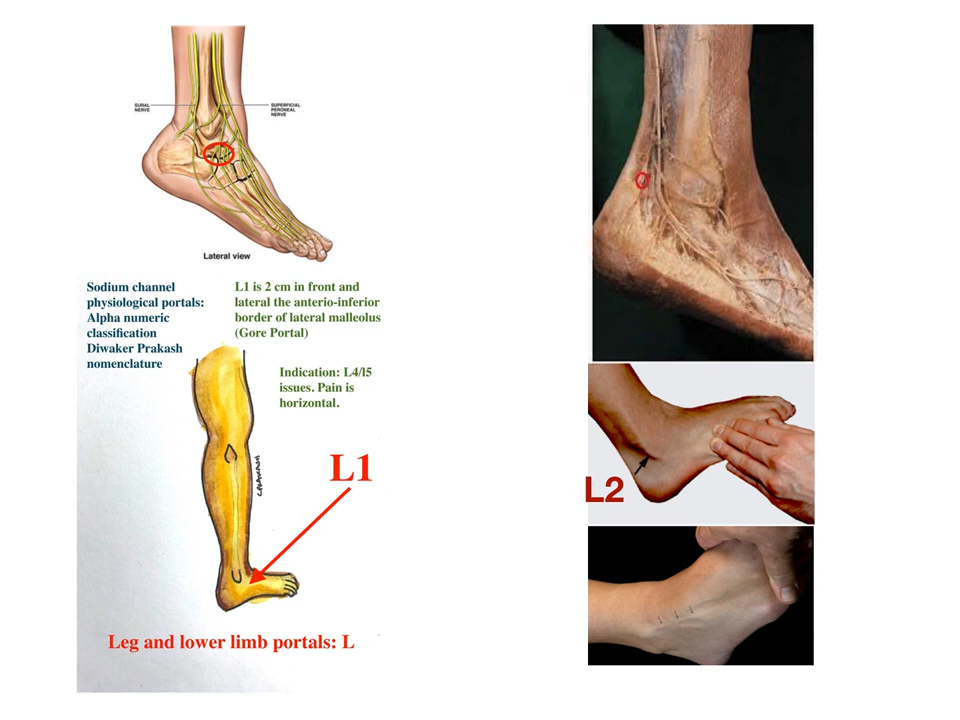 SURAL
NERVE
SUPERFICIAL
PERONEAL
NERVE
Lateral view
Sodium channel
physiological portals:
Alpha numeric
classification
Diwaker Prakash
nomenclature
L1 is 2 cm in front and
lateral the anterio-inferior
border of lateral malleolus
(Gore Portal)
Indication: L4/l5
issues. Pain is
horizontal.
L1
Leg and lower limb portals: L
L2